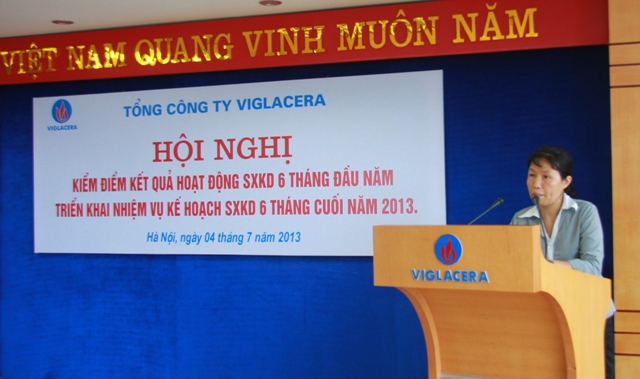 VIỆT NAM QUANG VINH MUÔN NĂM
VIGLACERA
TỔNG CÔNG TY VIGLACERA
HỘI NGHỊ
KIỂM ĐIỂM KẾT QUẢ HOẠT ĐỘNG SXKD 6 THÁNG ĐẦU NĂM
TRIỂN KHAI NHIỆM VỤ KẾ HOẠCH SXKD 6 THÁNG CUỐI NĂM 2013.
Hà Nội, ngày 04 tháng 7 năm 2013
VIGLACERA